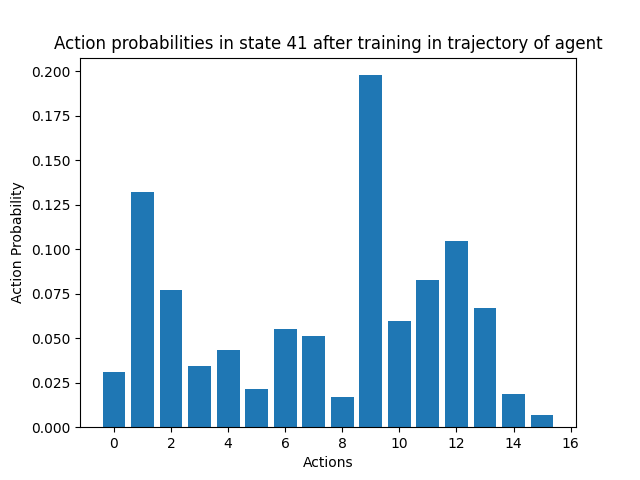 Action probabilities in state 41 after training in trajectory of agent
0.200
0.175
0.150
0.125
0.100
0.075
0.050
0.025
0.000
Action Probability
0 2 4 6 8 10 12 14 16
Actions